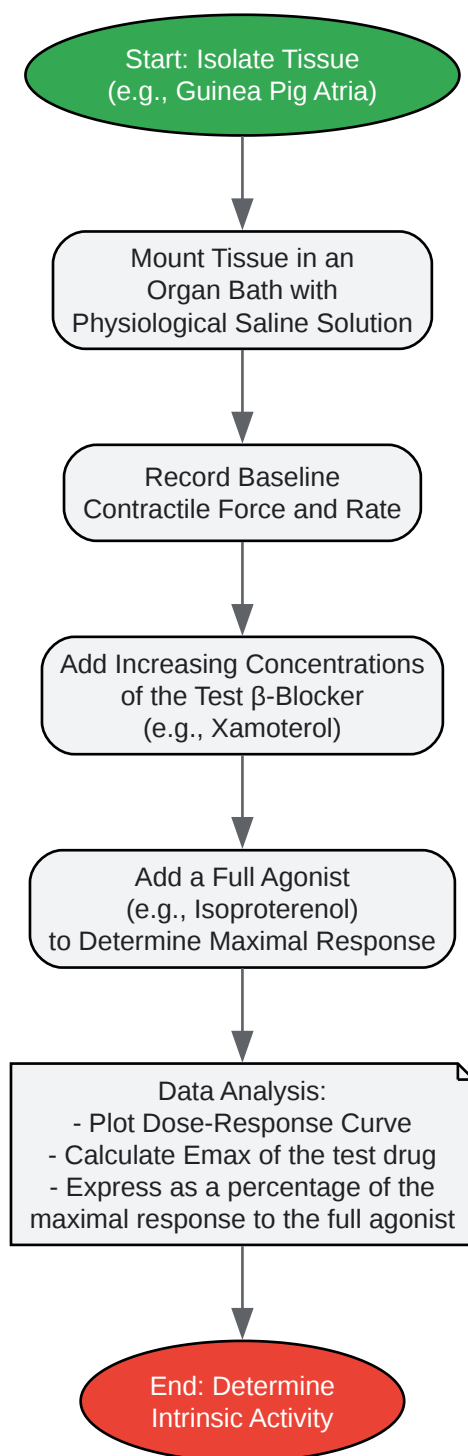 Start: Isolate Tissue
(e.g., Guinea Pig Atria)
Mount Tissue in an
Organ Bath with
Physiological Saline Solution
Record Baseline
Contractile Force and Rate
Add Increasing Concentrations
of the Test β-Blocker
(e.g., Xamoterol)
Add a Full Agonist
(e.g., Isoproterenol)
to Determine Maximal Response
Data Analysis:
- Plot Dose-Response Curve
- Calculate Emax of the test drug
- Express as a percentage of the
maximal response to the full agonist
End: Determine
Intrinsic Activity